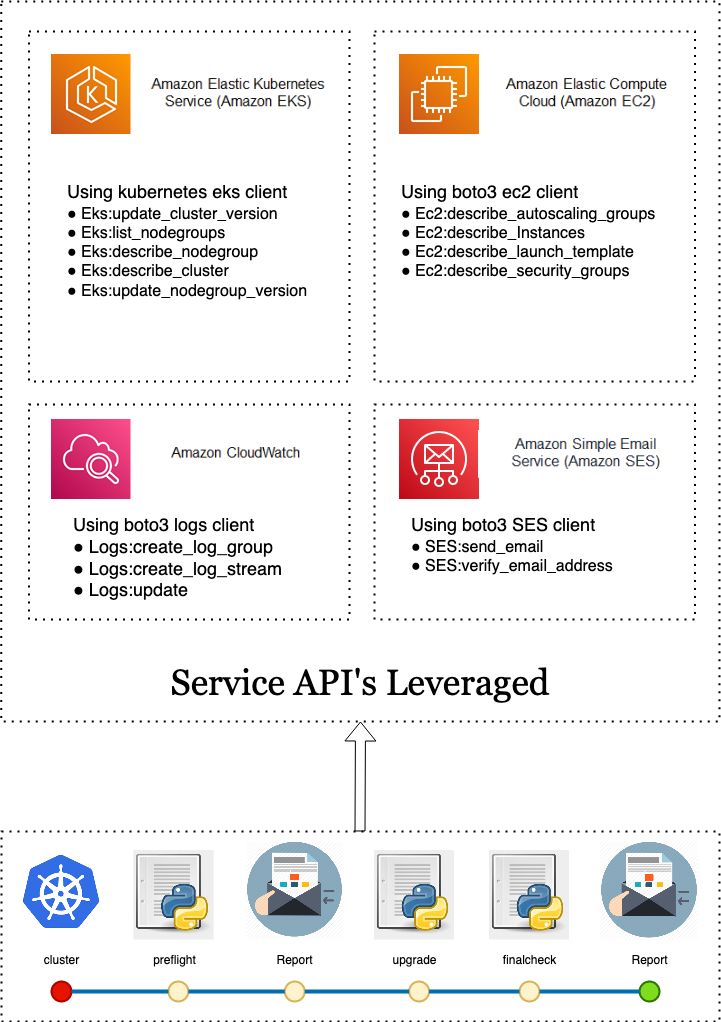 Amazon Elastic Kubernetes
Service (Amazon EKS)
K
Using kubernetes eks client
● Eks:update_cluster_version
● Eks:list_nodegroups
● Eks:describe_nodegroup
● Eks:describe_cluster
● Eks:update_nodegroup_version
Amazon Elastic Compute
Cloud (Amazon EC2)
Using boto3 ec2 client
● Ec2:describe_autoscaling_groups
● Ec2:describe_Instances
● Ec2:describe_launch_template
● Ec2:describe_security_groups
Amazon CloudWatch
Using boto3 logs client
● Logs:create_log_group
● Logs:create_log_stream
● Logs:update
Amazon Simple Email
Service (Amazon SES)
Using boto3 SES client
● SES:send_email
● SES:verify_email_address
Service API's Leveraged
cluster
preflight
Report
upgrade
finalcheck
Report